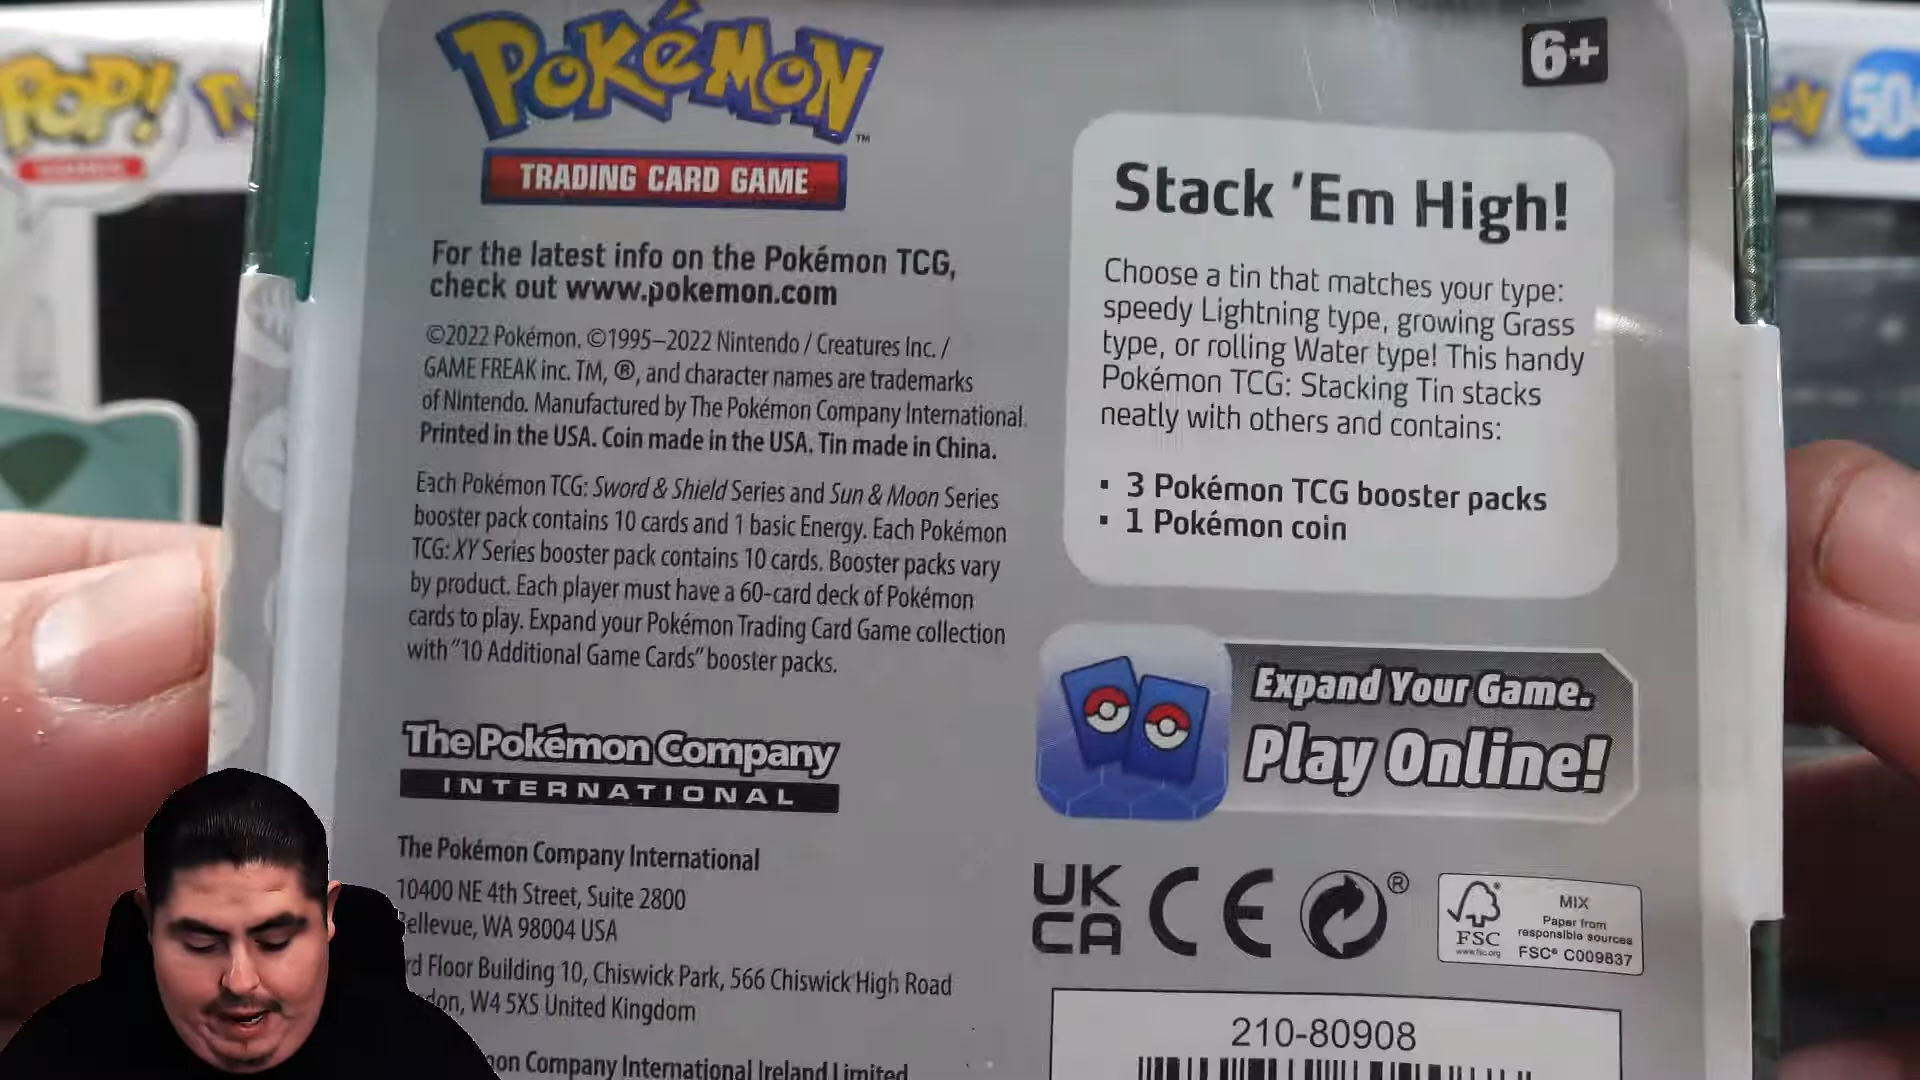 POP!
POKéMON
™
TRADING CARD GAME
For the latest info on the Pokémon TCG,
check out www.pokemon.com
©2022 Pokémon. ©1995–2022 Nintendo / Creatures Inc. /
GAME FREAK inc. TM, ®, and character names are trademarks
of Nintendo. Manufactured by The Pokémon Company International.
Printed in the USA. Coin made in the USA. Tin made in China.
Each Pokémon TCG: Sword & Shield Series and Sun & Moon Series
booster pack contains 10 cards and 1 basic Energy. Each Pokémon
TCG: XY Series booster pack contains 10 cards. Booster packs vary
by product. Each player must have a 60-card deck of Pokémon
cards to play. Expand your Pokémon Trading Card Game collection
with "10 Additional Game Cards" booster packs.
The Pokémon Company
INTERNATIONAL
The Pokémon Company International
10400 NE 4th Street, Suite 2800
ellevue, WA 98004 USA
rd Floor Building 10, Chiswick Park, 566 Chiswick High Road
don, W4 5XS United Kingdom
on Company International Ireland Limited
6+
Stack 'Em High!
Choose a tin that matches your type:
speedy Lightning type, growing Grass
type, or rolling Water type! This handy
Pokémon TCG: Stacking Tin stacks
neatly with others and contains:
▪ 3 Pokémon TCG booster packs
▪ 1 Pokémon coin
Expand Your Game.
Play Online!
UK
CA
CE
®
FSC
www.fsc.org
MIX
Paper from
responsible sources
FSC® C009837
210-80908
50